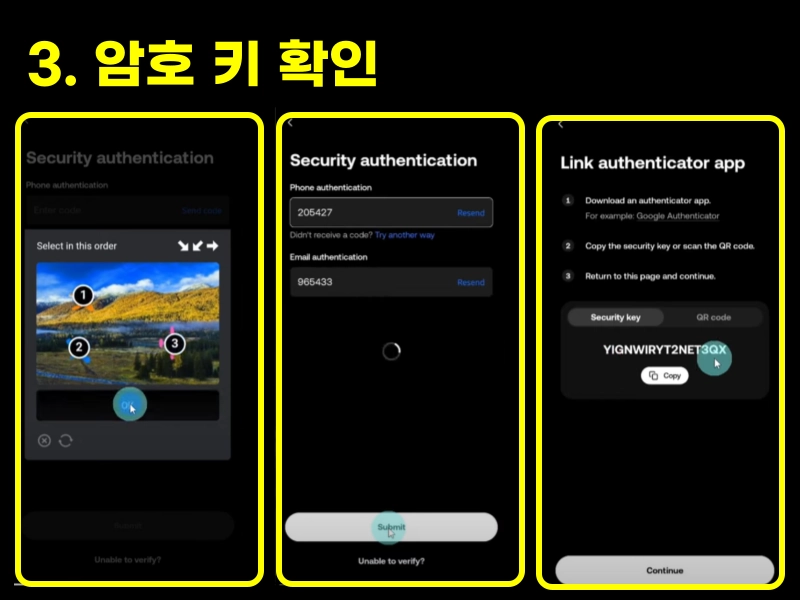 3. 암호 키 확인
Security authentication
Phone authentication
Enter code
Send code
Select in this order
1
2
3
OK
Submit
Unable to verify?
Security authentication
Phone authentication
205427
Resend
Didn't receive a code? Try another way
Email authentication
965433
Resend
Submit
Unable to verify?
Link authenticator app
1 Download an authenticator app.
For example: Google Authenticator
2 Copy the security key or scan the QR code.
3 Return to this page and continue.
Security key
QR code
YIGNWIRYT2NET3QX
Copy
Continue